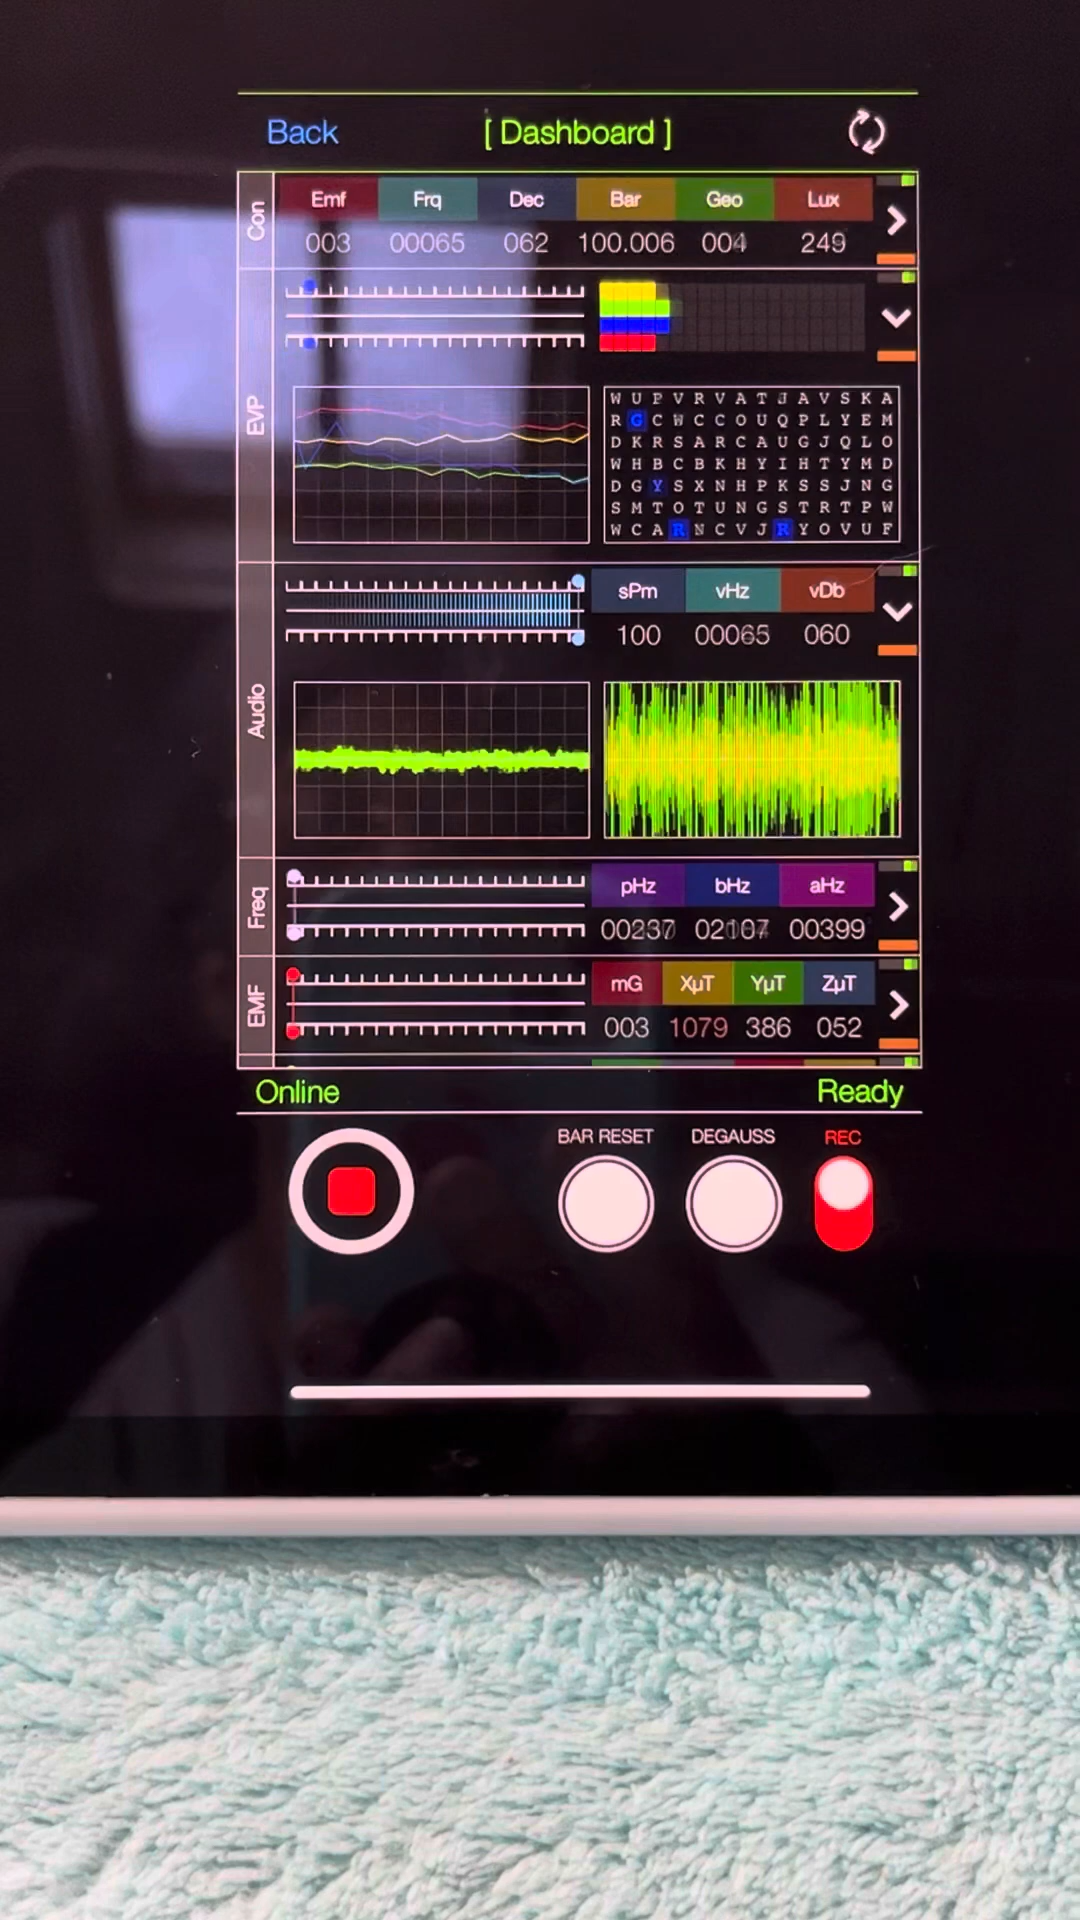 Back [ Dashboard ]
Con Emf Frq Dec Bar Geo Lux
003 00065 062 100.006 004 249
EVP
W U P V R V A T J A V S K A
R G C W C C O U Q P L Y E M
D K R S A R C A U G J Q L O
W H B C B K H Y I H T Y M D
D G Y S X N H P K S S J N G
S M T O T U N G S T R T P W
W C A R N C V J R Y O V U F
Audio sPm vHz vDb
100 00065 060
Freq pHz bHz aHz
00237 02107 00399
EMF mG XµT YµT ZµT
003 1079 386 052
Online Ready
BAR RESET DEGAUSS REC